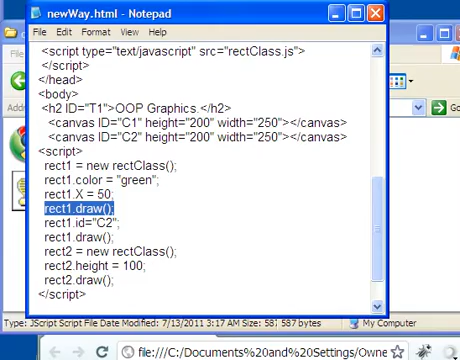 newWay.html - Notepad
File Edit Format View Help
<script type="text/javascript" src="rectClass.js">
</script>
</head>
<body>
<h2 ID="T1">OOP Graphics.</h2>
<canvas ID="C1" height="200" width="250"></canvas>
<canvas ID="C2" height="200" width="250"></canvas>
<script>
rect1 = new rectClass();
rect1.color = "green";
rect1.X = 50;
rect1.draw();
rect1.id="C2";
rect1.draw();
rect2 = new rectClass();
rect2.height = 100;
rect2.draw();
</script>
Type: JScript Script File Date Modified: 7/13/2011 3:17 AM Size: 587 587 bytes My Computer
file:///C:/Documents%20and%20Settings/Owne